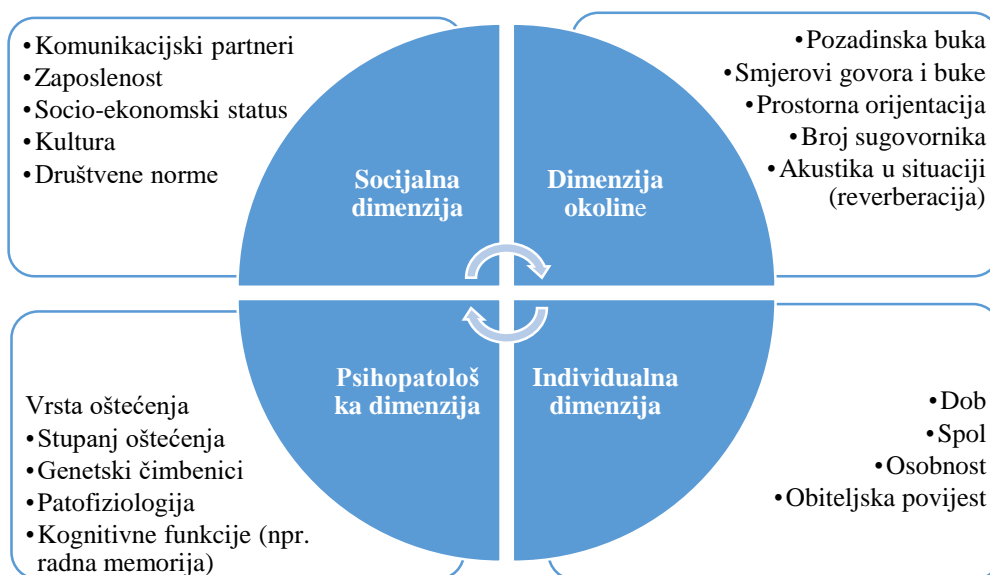 •Komunikacijski partneri
•Zaposlenost
•Socio-ekonomski status
•Kultura
•Društvene norme
•Pozadinska buka
•Smjerovi govora i buke
•Prostorna orijentacija
•Broj sugovornika
•Akustika u situaciji
(reverberacija)
Socijalna
dimenzija
Dimenzija
okoline
Psihopatološ
ka dimenzija
Individualna
dimenzija
Vrsta oštećenja
•Stupanj oštećenja
•Genetski čimbenici
•Patofiziologija
•Kognitivne funkcije (npr.
radna memorija)
•Dob
•Spol
•Osobnost
•Obiteljska povijest